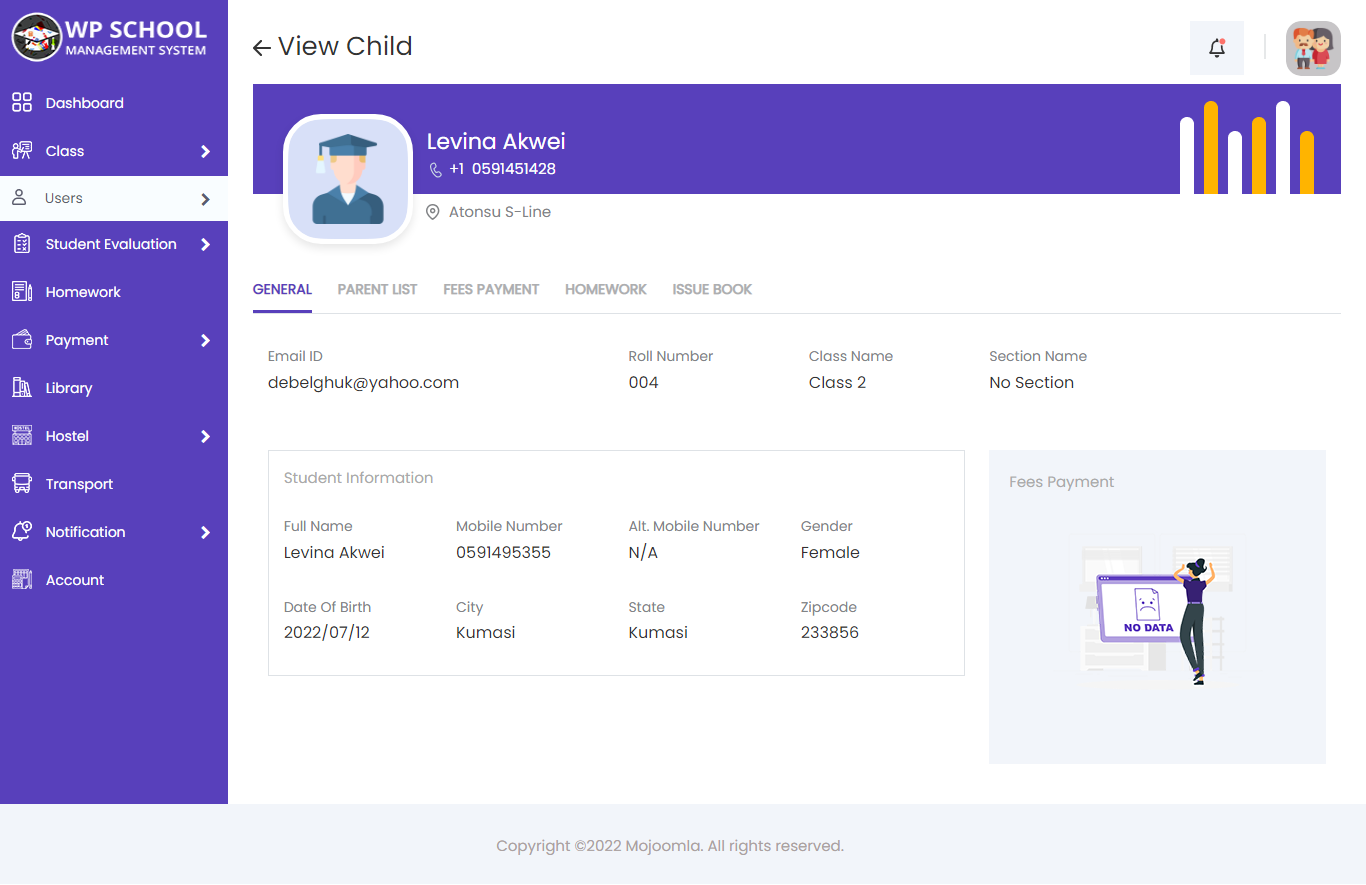 WP SCHOOL
MANAGEMENT SYSTEM
Dashboard
Class
Users
Student Evaluation
Homework
Payment
Library
HOSTEL
Hostel
Transport
Notification
Account
View Child
Levina Akwei
+1 0591451428
Atonsu S-Line
GENERAL PARENT LIST FEES PAYMENT HOMEWORK ISSUE BOOK
Email ID Roll Number Class Name Section Name
debelghuk@yahoo.com 004 Class 2 No Section
Student Information
Full Name Mobile Number Alt. Mobile Number Gender
Levina Akwei 0591495355 N/A Female
Date Of Birth City State Zipcode
2022/07/12 Kumasi Kumasi 233856
Fees Payment
NO DATA
Copyright ©2022 Mojoomla. All rights reserved.